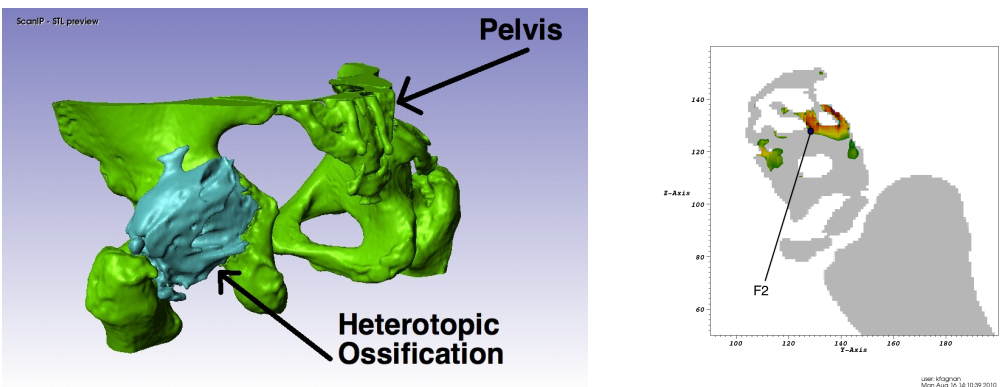 ScanIP - STL preview
Pelvis
Heterotopic
Ossification
140
120
Z-Axis
100
80
60
F2
100
120
140
160
180
Y-Axis
user: kfagnan
Mon Aug 16 14:10:39 2010